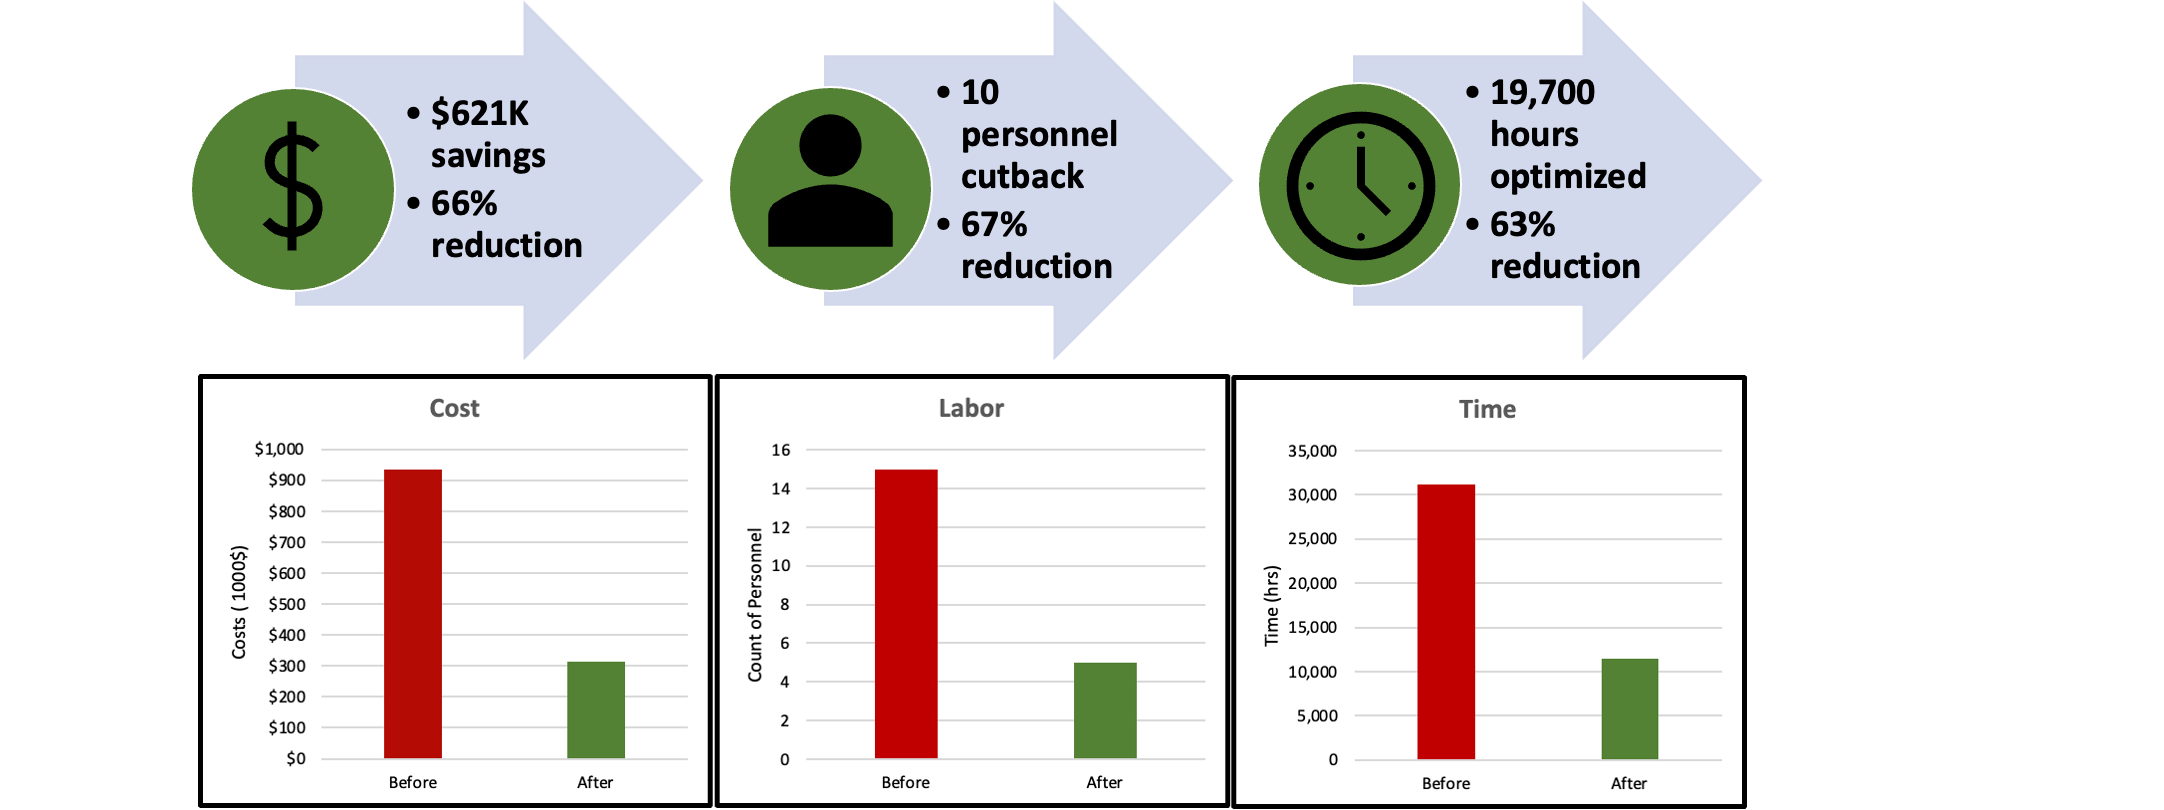 • $621K
savings
• 66%
reduction
• 10
personnel
cutback
• 67%
reduction
• 19,700
hours
optimized
• 63%
reduction
Cost
$1,000
$900
$800
$700
$600
$500
$400
$300
$200
$100
$0
Costs ( 1000$)
Before
After
Labor
16
14
12
10
8
6
4
2
0
Count of Personnel
Before
After
Time
35,000
30,000
25,000
20,000
15,000
10,000
5,000
0
Time (hrs)
Before
After